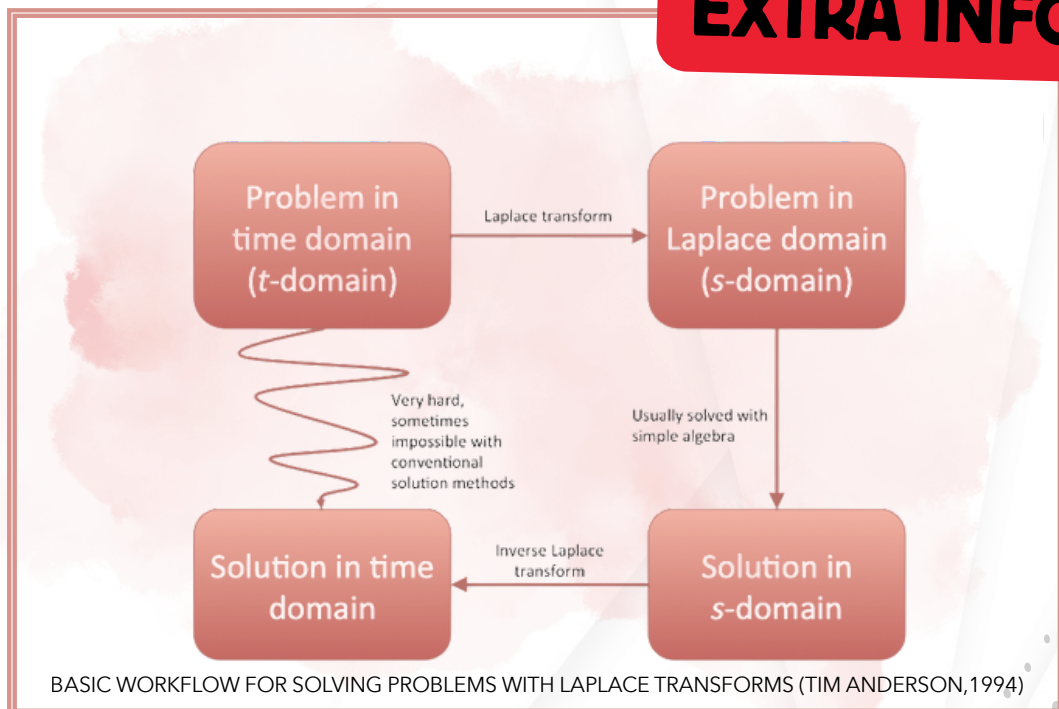 EXTRA INFO
Problem in
time domain
(t-domain)
Laplace transform
Problem in
Laplace domain
(s-domain)
Very hard,
sometimes
impossible with
conventional
solution methods
Usually solved with
simple algebra
Solution in time
domain
Inverse Laplace
transform
Solution in
s-domain
BASIC WORKFLOW FOR SOLVING PROBLEMS WITH LAPLACE TRANSFORMS (TIM ANDERSON,1994)